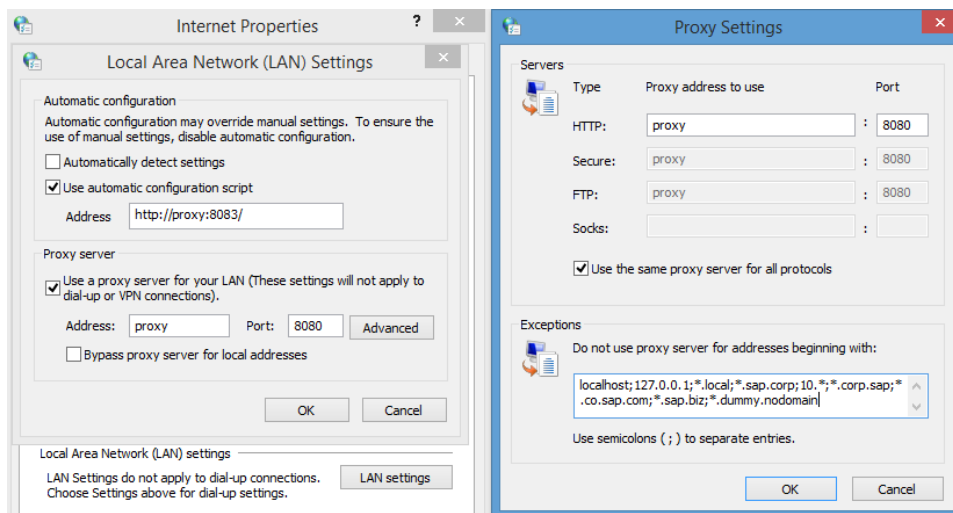 Internet Properties
?
Local Area Network (LAN) Settings
Automatic configuration
Automatic configuration may override manual settings. To ensure the
use of manual settings, disable automatic configuration.
Automatically detect settings
Use automatic configuration script
Address http://proxy:8083/
Proxy server
Use a proxy server for your LAN (These settings will not apply to
dial-up or VPN connections).
Address: proxy Port: 8080 Advanced
Bypass proxy server for local addresses
OK Cancel
Local Area Network (LAN) settings
LAN Settings do not apply to dial-up connections.
Choose Settings above for dial-up settings.
LAN settings
Proxy Settings
Servers
Type Proxy address to use Port
HTTP: proxy : 8080
Secure: proxy : 8080
FTP: proxy : 8080
Socks: :
Use the same proxy server for all protocols
Exceptions
Do not use proxy server for addresses beginning with:
localhost;127.0.0.1;*.local;*.sap.corp;10.*;*.corp.sap;*
.co.sap.com;*.sap.biz;*.dummy.nodomain
Use semicolons ( ; ) to separate entries.
OK Cancel